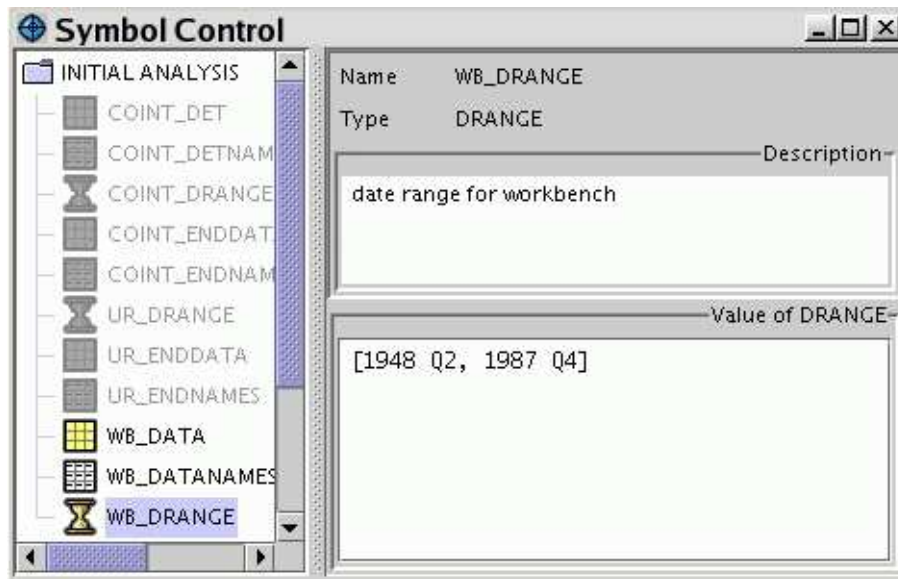 Symbol Control
INITIAL ANALYSIS
COINT_DET
COINT_DETNAM
COINT_DRANGE
COINT_ENDDAT
COINT_ENDNAM
UR_DRANGE
UR_ENDDATA
UR_ENDNAMES
WB_DATA
WB_DATANAMES
WB_DRANGE
Name WB_DRANGE
Type DRANGE
Description
date range for workbench
Value of DRANGE
[1948 Q2, 1987 Q4]